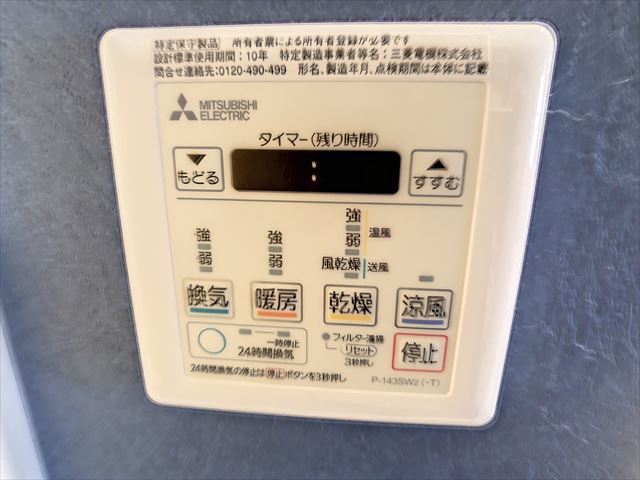 特定保守製品 所有者票による所有者登録が必要です
設計標準使用期間：10年 特定製造事業者等名：三菱電機株式会社
問合せ連絡先:0120-490-499 形名、製造年月、点検期間は本体に記載
MITSUBISHI
ELECTRIC
タイマー(残り時間)
もどる
:
すすむ
強
弱
強
弱
強
弱
温風
風乾燥
送風
換気
暖房
乾燥
涼風
一時停止
24時間換気
フィルター清掃
リセット
3秒押し
停止
24時間換気の停止は停止ボタンを3秒押し
P-143SW2(-T)